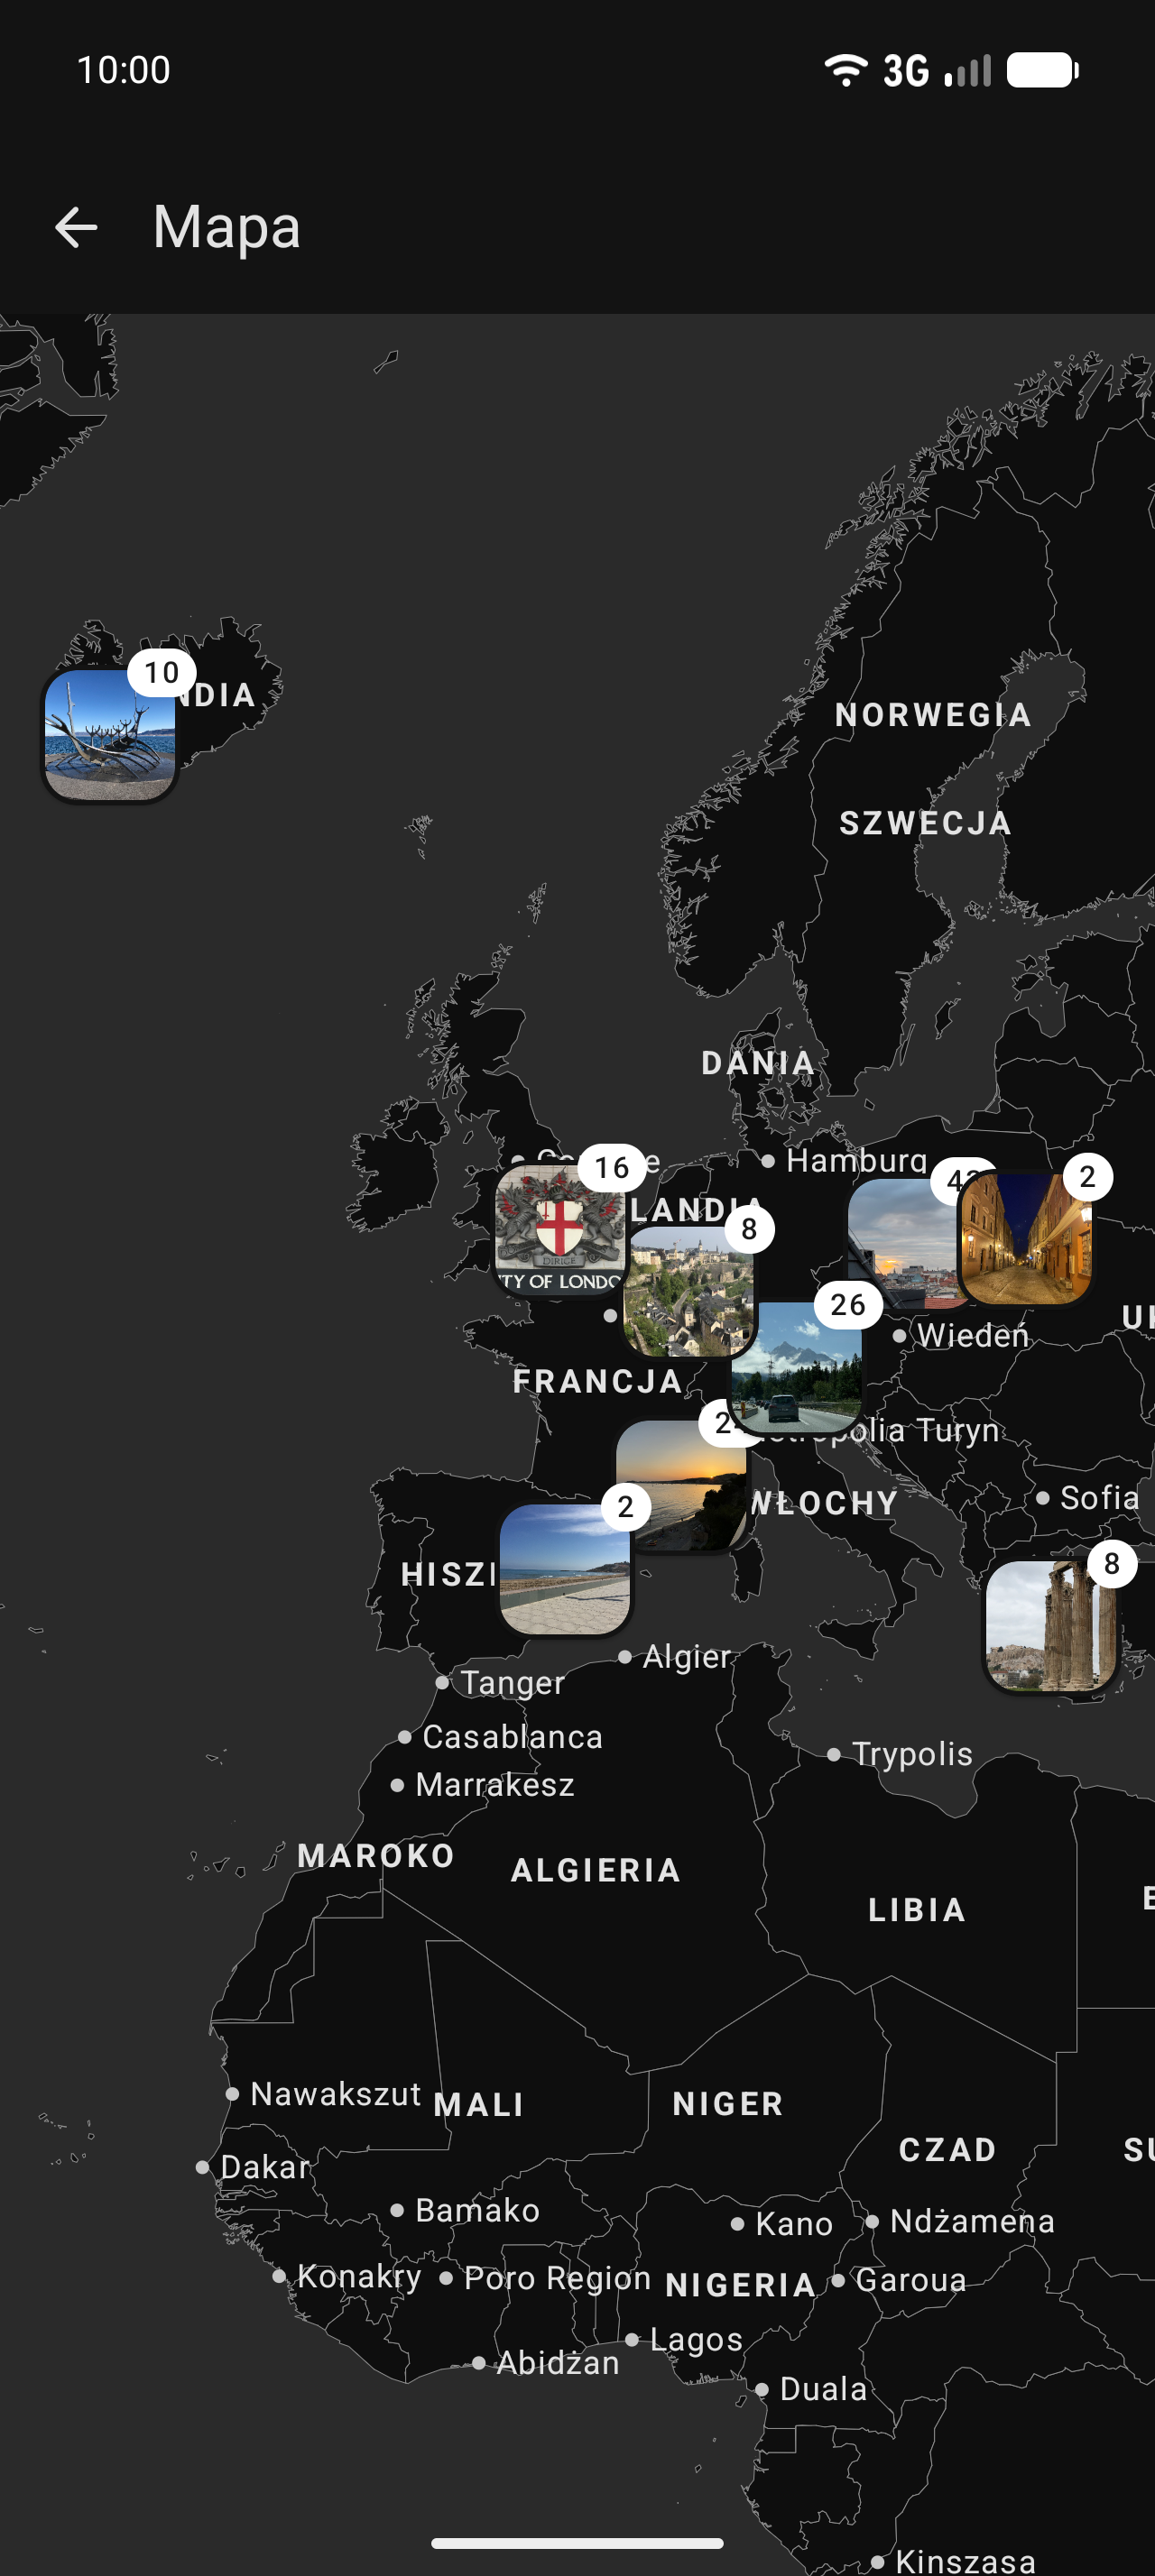 10:00
3G
Mapa
10
NORWEGIA
SZWECJA
DANIA
16
Hamburg
2
8
DIRIGE
26
Wiedeń
FRANCJA
Turyn
WŁOCHY
Sofia
2
8
Algier
Tanger
Casablanca
Trypolis
Marrakesz
MAROKO
ALGIERIA
LIBIA
Nawakszut
MALI
NIGER
CZAD
Dakar
Bamako
Kano
Ndżamena
Konakry
Poro Region
NIGERIA
Garoua
Lagos
Abidżan
Duala
Kinszasa